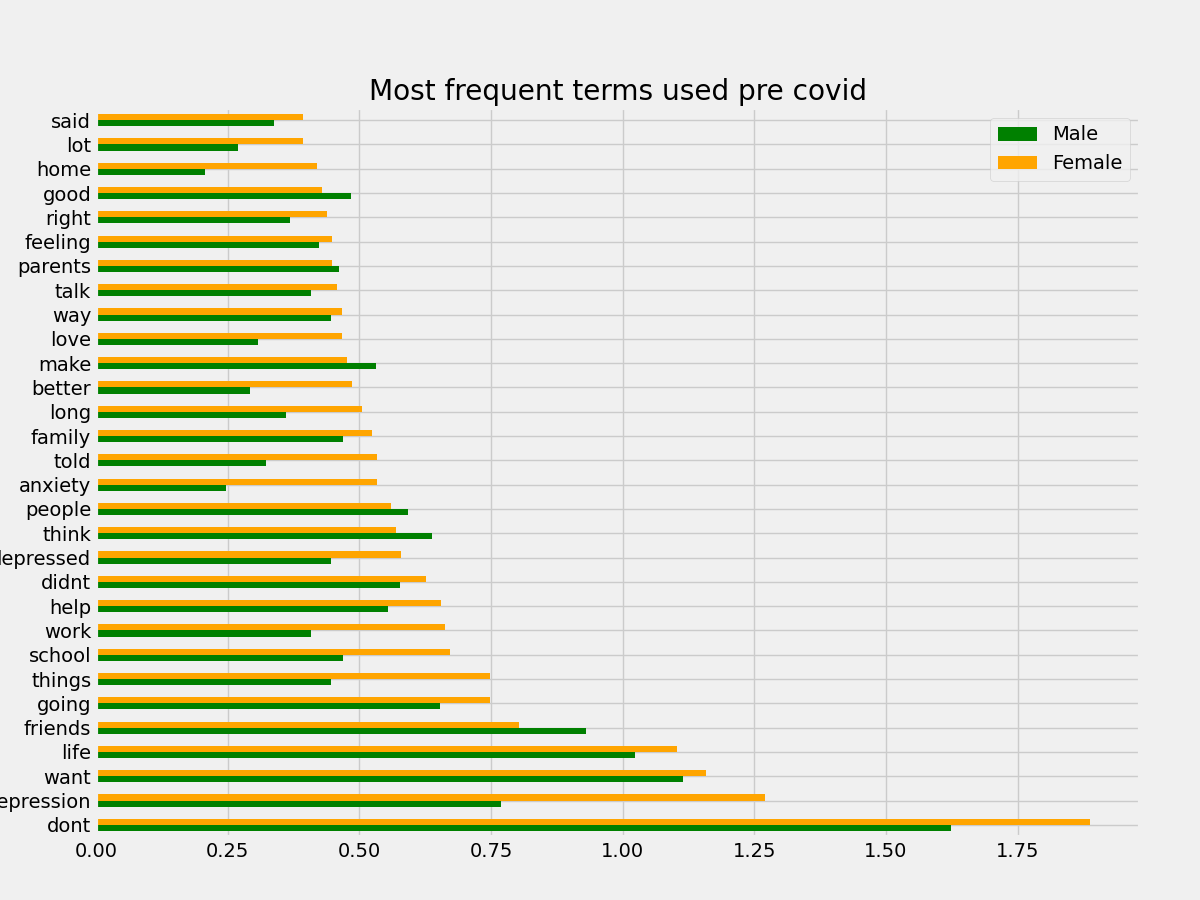 Most frequent terms used pre covid
Male
Female
said
lot
home
good
right
feeling
parents
talk
way
love
make
better
long
family
told
anxiety
people
think
epressed
didnt
help
work
school
things
going
friends
life
want
epression
dont
0.00 0.25 0.50 0.75 1.00 1.25 1.50 1.75